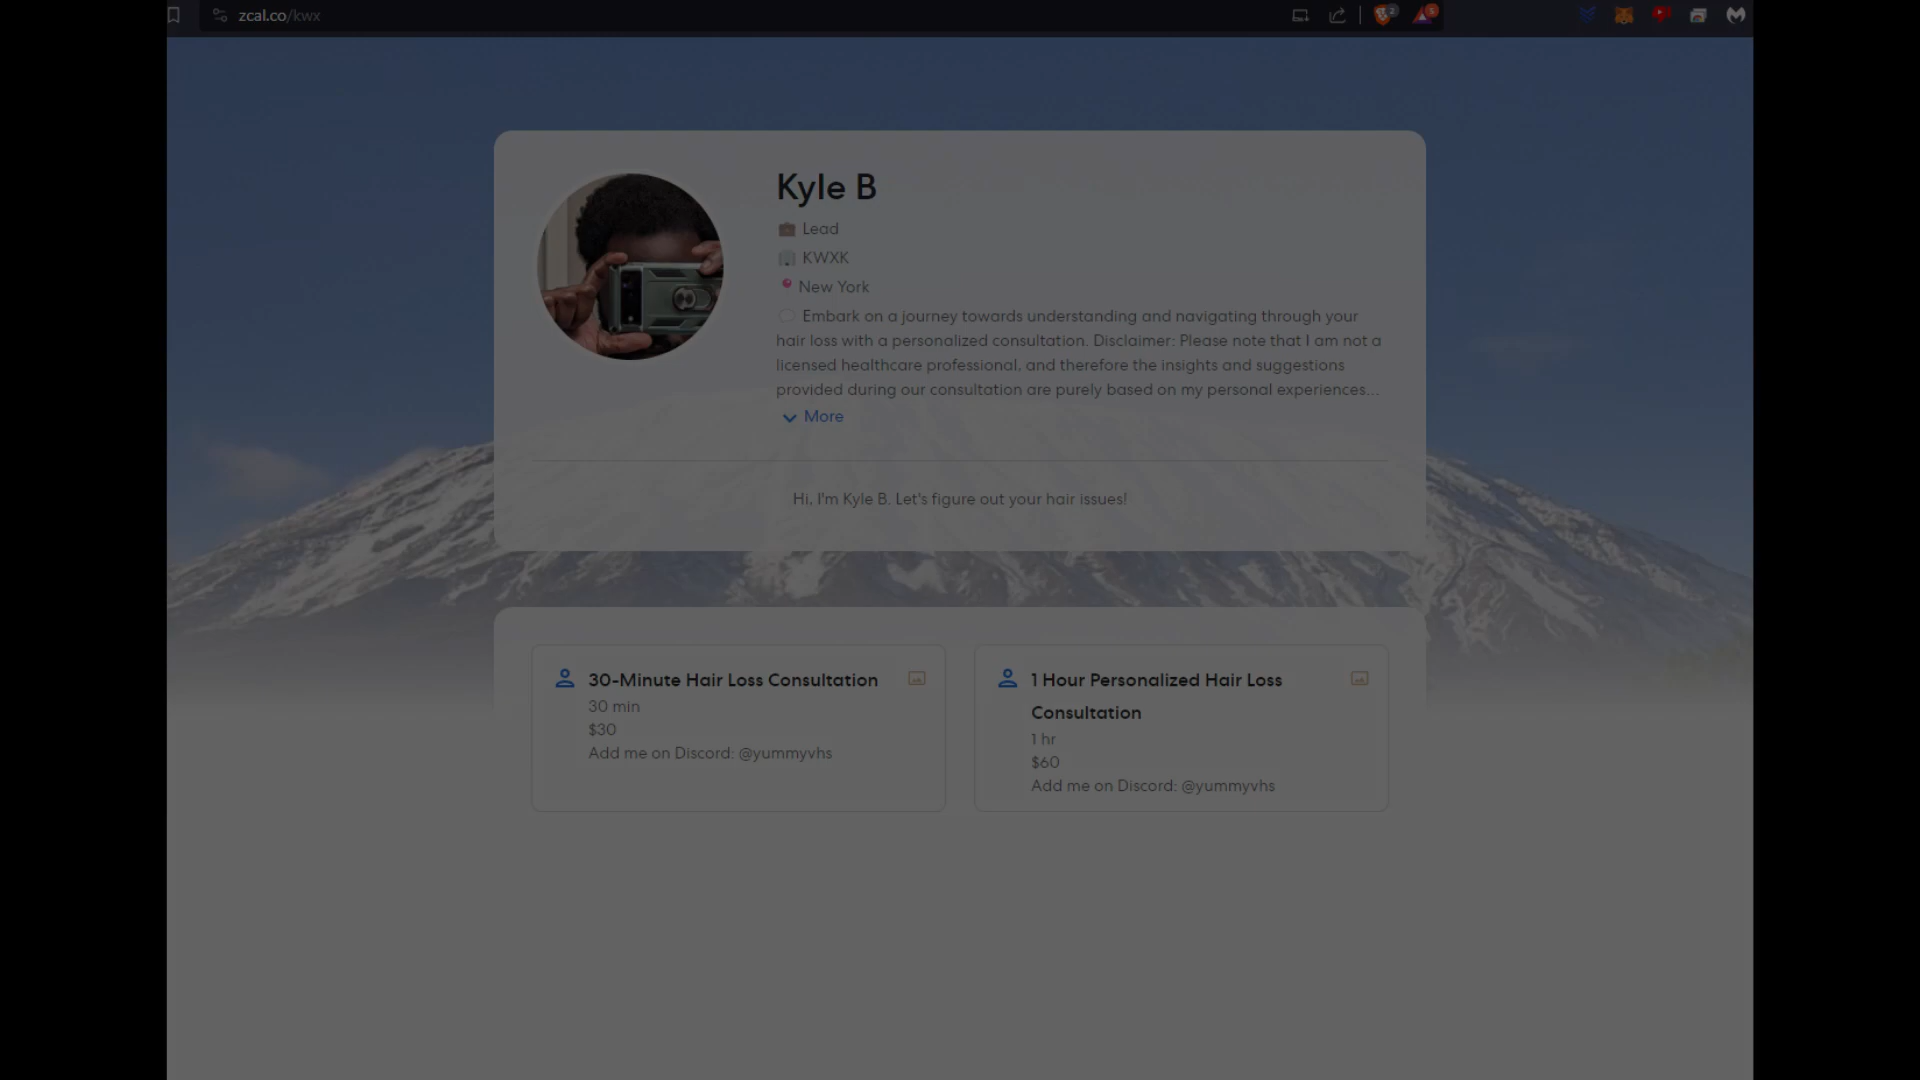 zcal.co/kwx
2
5
Kyle B
Lead
KWXK
New York
Embark on a journey towards understanding and navigating through your
hair loss with a personalized consultation. Disclaimer: Please note that I am not a
licensed healthcare professional, and therefore the insights and suggestions
provided during our consultation are purely based on my personal experiences...
More
Hi, I'm Kyle B. Let's figure out your hair issues!
30-Minute Hair Loss Consultation
30 min
$30
Add me on Discord: @yummyvhs
1 Hour Personalized Hair Loss
Consultation
1 hr
$60
Add me on Discord: @yummyvhs